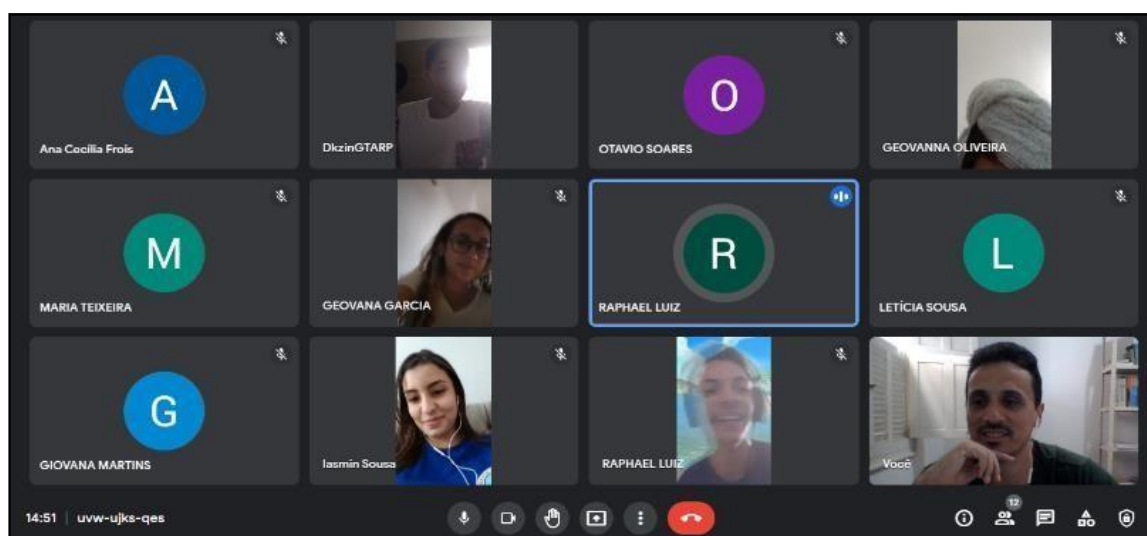 A
Ana Cecília Frois
DkzinGTARP
O
OTAVIO SOARES
GEOVANNA OLIVEIRA
M
MARIA TEIXEIRA
GEOVANA GARCIA
R
RAPHAEL LUIZ
L
LETÍCIA SOUSA
G
GIOVANA MARTINS
Iasmin Sousa
RAPHAEL LUIZ
Você
14:51 | uvw-ujks-qes
12